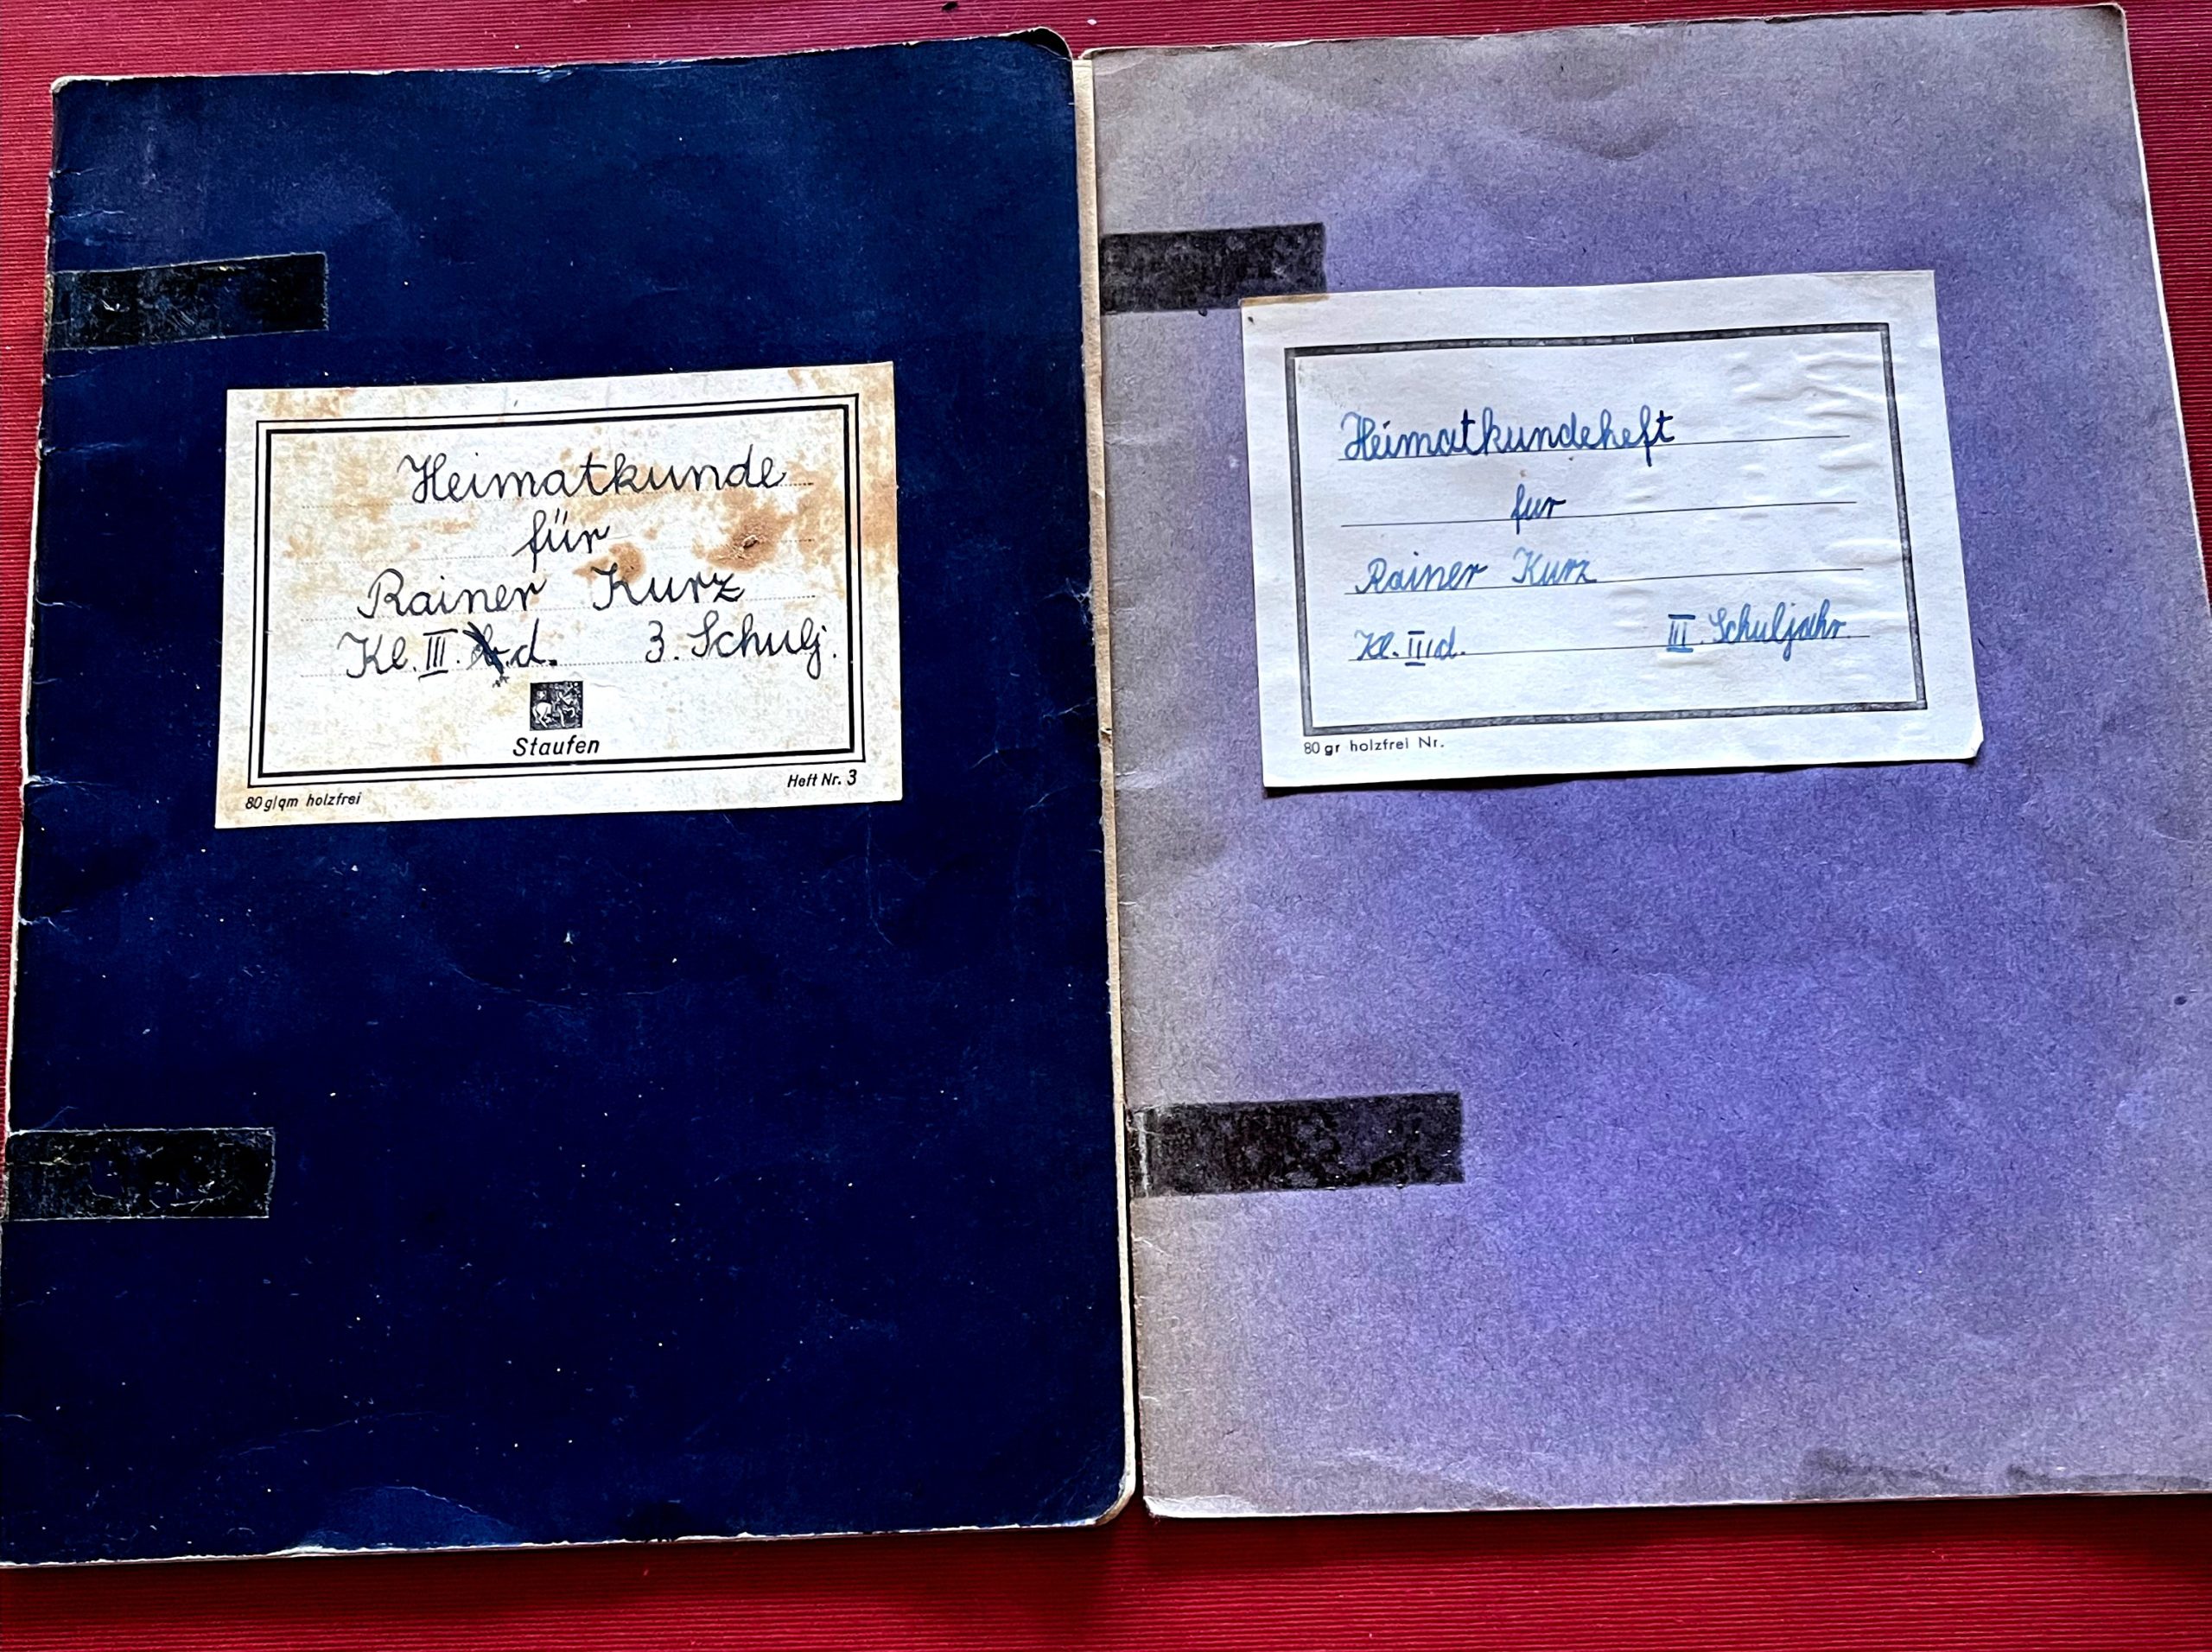 Heimatkunde
für
Rainer Kurz
Kl. III. d. 3. Schulj.
Staufen
Heft Nr. 3
80 g/qm holzfrei
Heimatkundeheft
fur
Rainer Kurz
Kl. III d. III. Schuljahr.
80 gr holzfrei Nr.